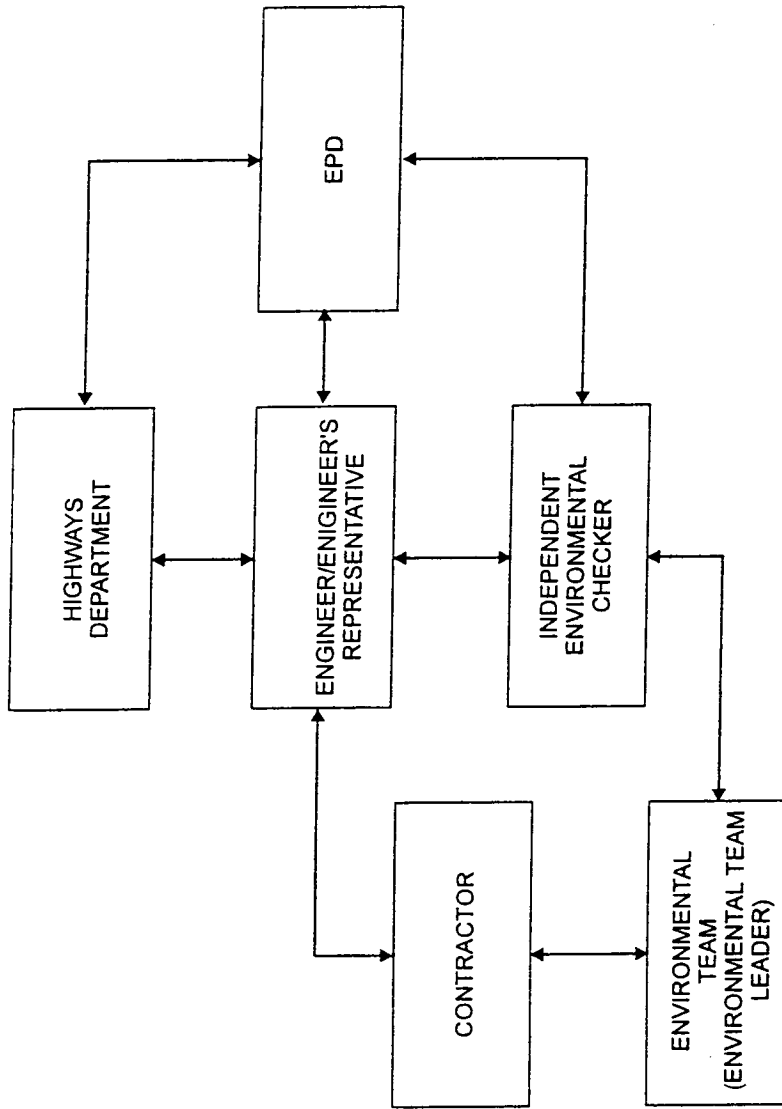 HIGHWAYS
DEPARTMENT
ENGINEER/ENIGINEER'S
REPRESENTATIVE
EPD
INDEPENDENT
ENVIRONMENTAL
CHECKER
CONTRACTOR
ENVIRONMENTAL
TEAM
(ENVIRONMENTAL TEAM
LEADER)